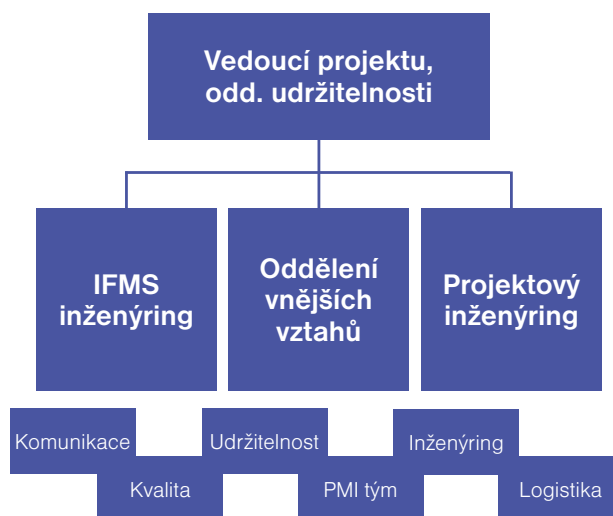 Vedoucí projektu,
odd. udržitelnosti
IFMS
inženýring
Oddělení
vnějších
vztahů
Projektový
inženýring
Komunikace
Udržitelnost
Inženýring
Kvalita
PMI tým
Logistika